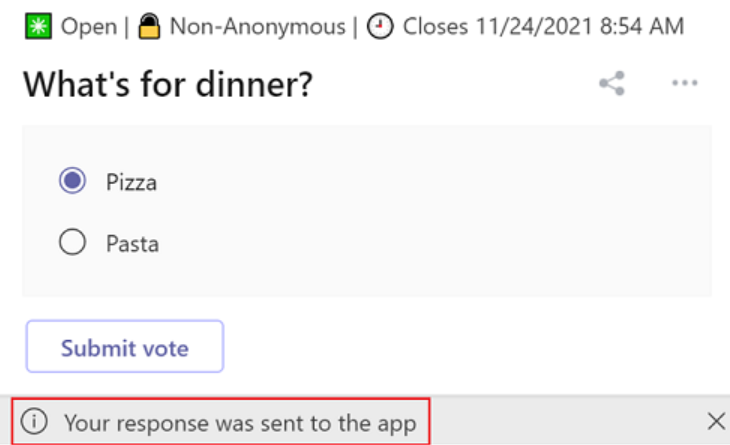 Open | Non-Anonymous | Closes 11/24/2021 8:54 AM
What's for dinner?
Pizza
Pasta
Submit vote
Your response was sent to the app